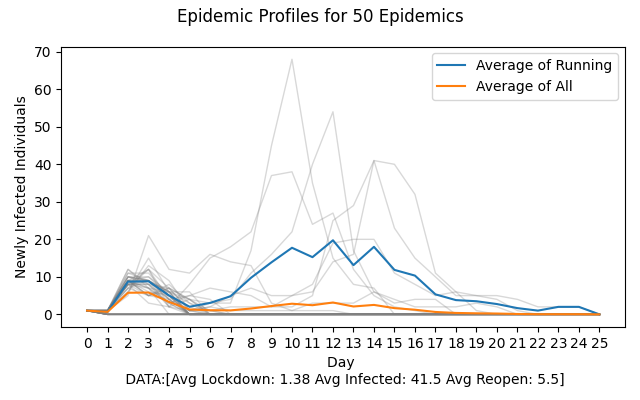 Epidemic Profiles for 50 Epidemics
70
60
50
40
30
20
10
0
Newly Infected Individuals
Average of Running
Average of All
0 1 2 3 4 5 6 7 8 9 10 11 12 13 14 15 16 17 18 19 20 21 22 23 24 25
Day
DATA:[Avg Lockdown: 1.38 Avg Infected: 41.5 Avg Reopen: 5.5]